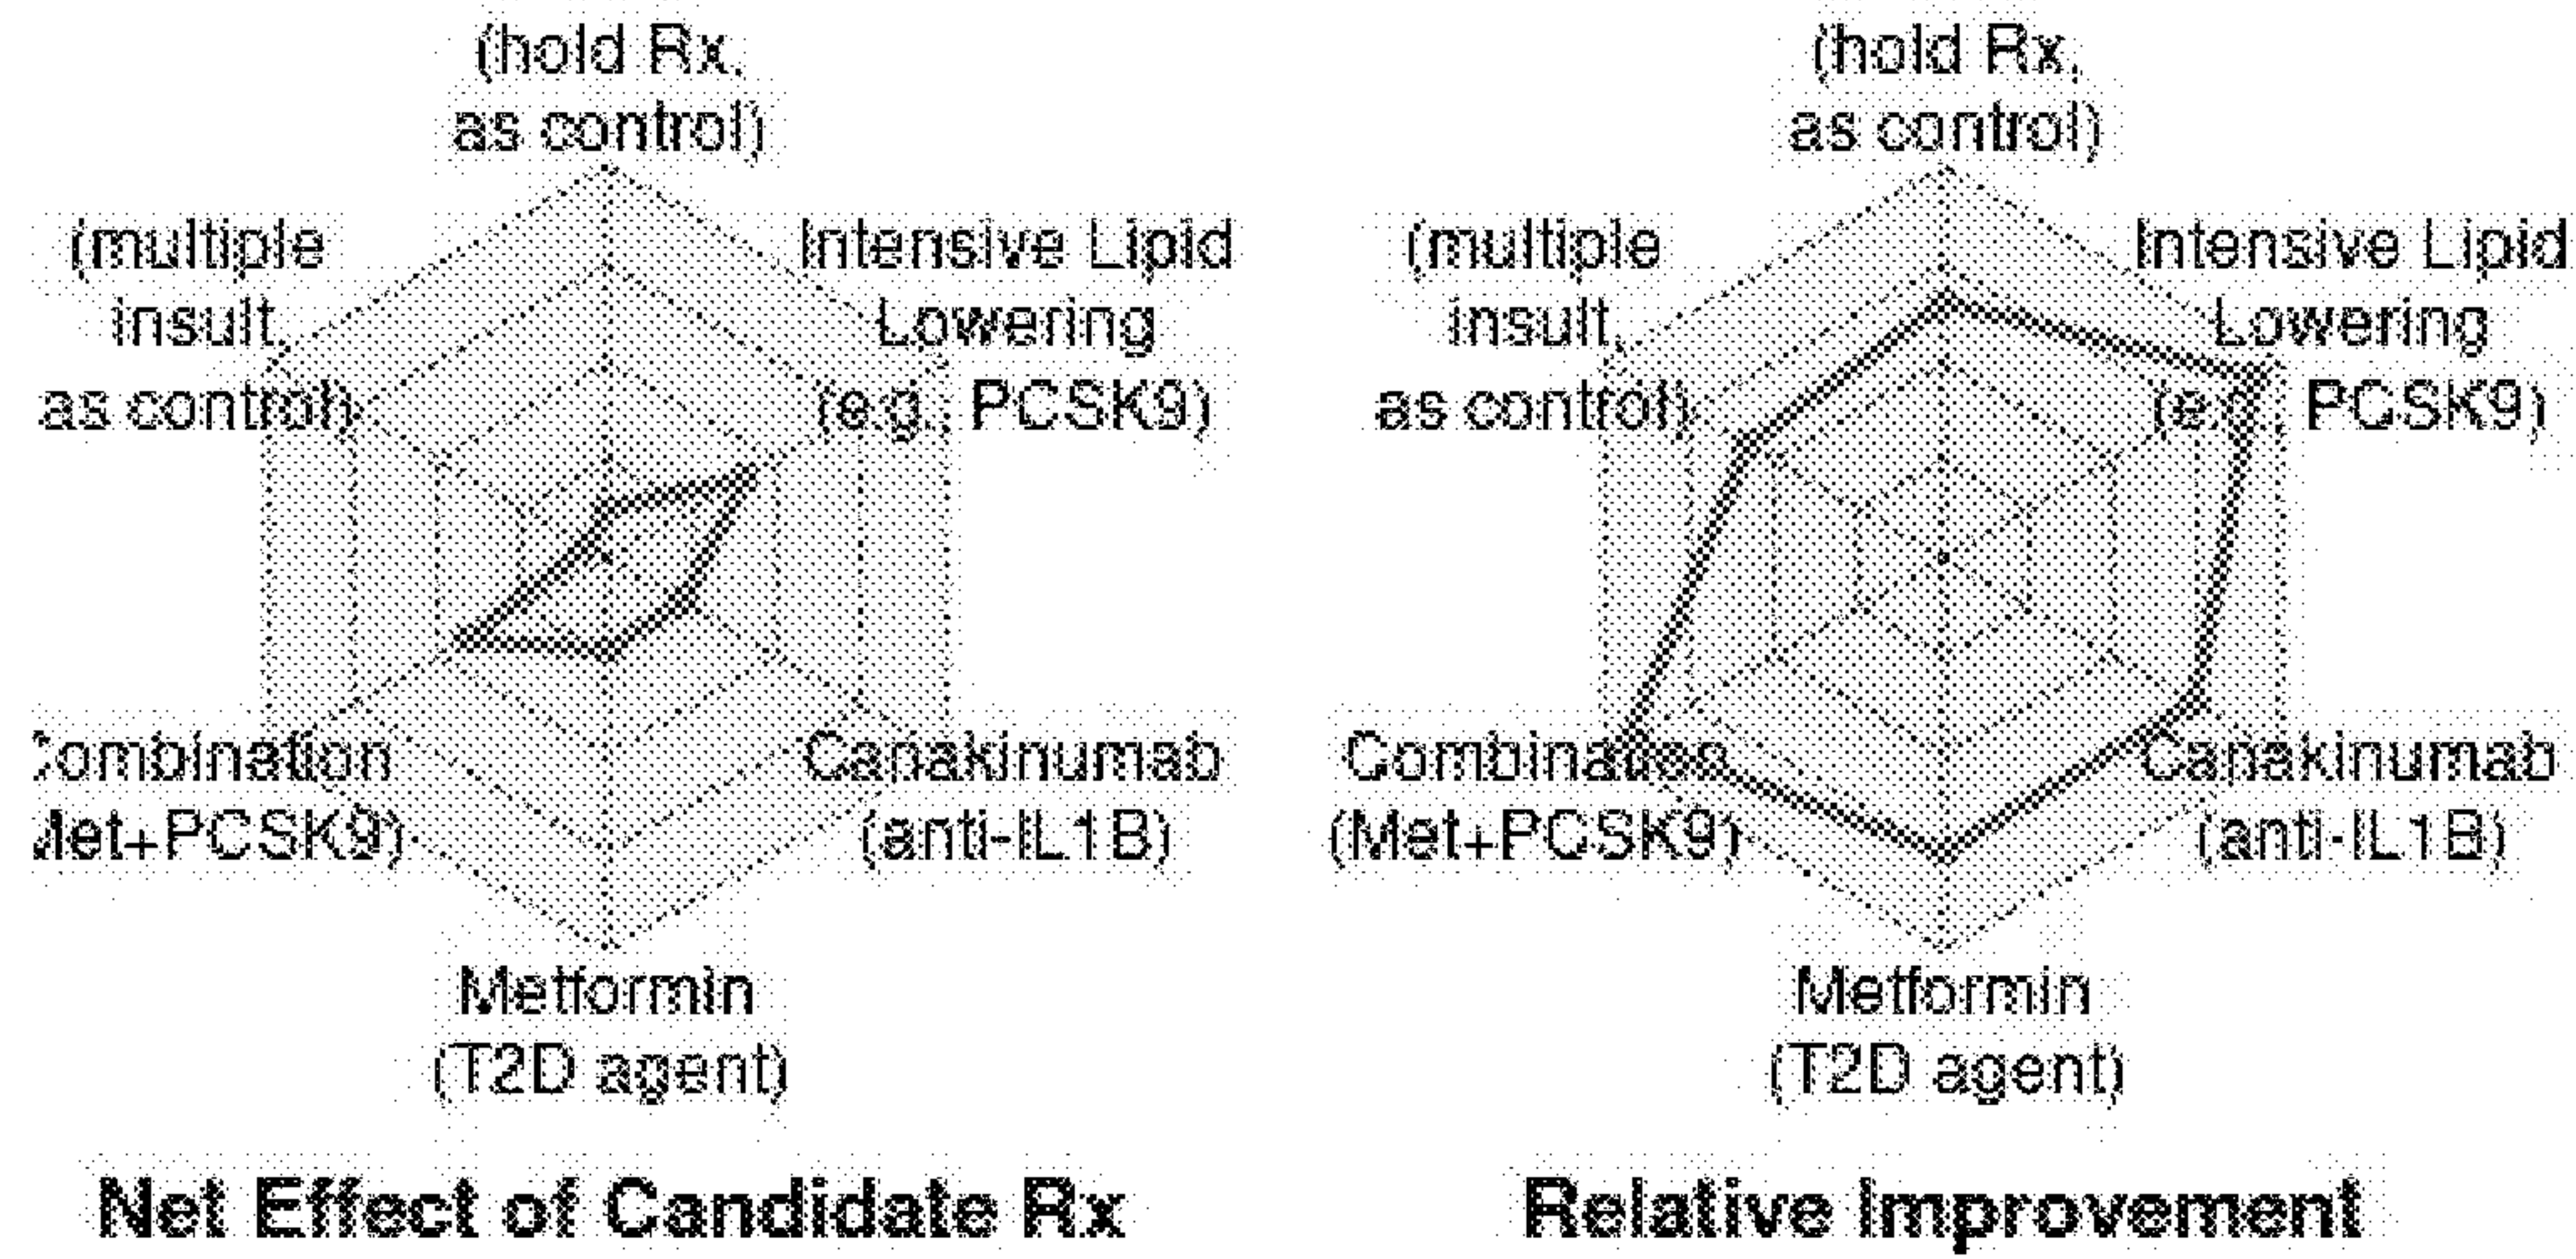 (hold Rx,
as control)
Intensive Lipid
Lowering
(e.g., PCSK9)
Canakinumab
(anti-IL1B)
Metformin
(T2D agent)
ombination
Met+PCSK9)
(multiple
insult,
as control)
Net Effect of Candidate Rx
(hold Rx,
as control)
Intensive Lipid
Lowering
(e.g., PCSK9)
Canakinumab
(anti-IL1B)
Metformin
(T2D agent)
Combination
(Met+PCSK9)
(multiple
insult,
as control)
Relative Improvement